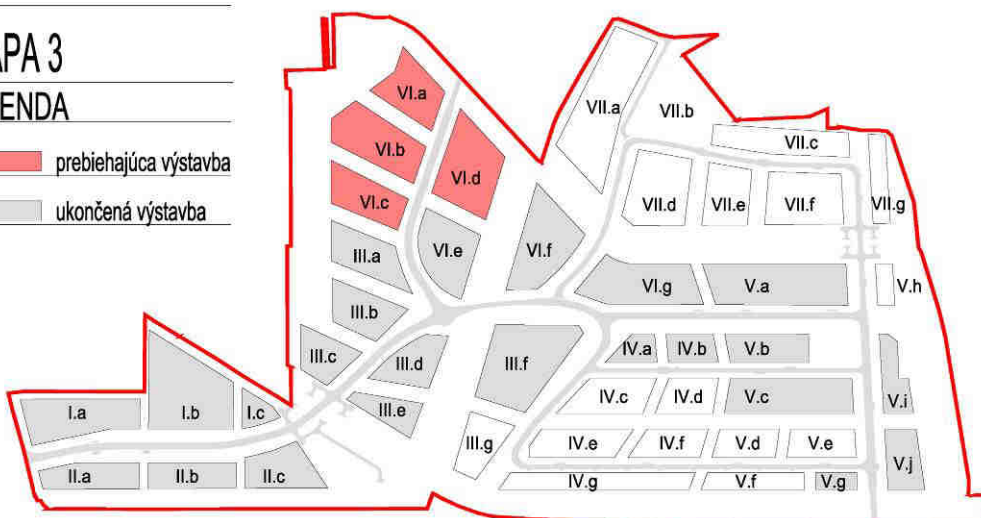 APA 3
ENDA
prebiehajúca výstavba
ukončená výstavba
VI.a
VI.b
VI.c
VI.d
VI.e
VI.f
VI.g
VII.a
VII.b
VII.c
VII.d
VII.e
VII.f
VII.g
III.a
III.b
III.c
III.d
III.e
III.f
III.g
V.a
V.h
IV.a
IV.b
V.b
IV.c
IV.d
V.c
V.i
IV.e
IV.f
V.d
V.e
V.j
IV.g
V.f
V.g
I.a
I.b
I.c
II.a
II.b
II.c